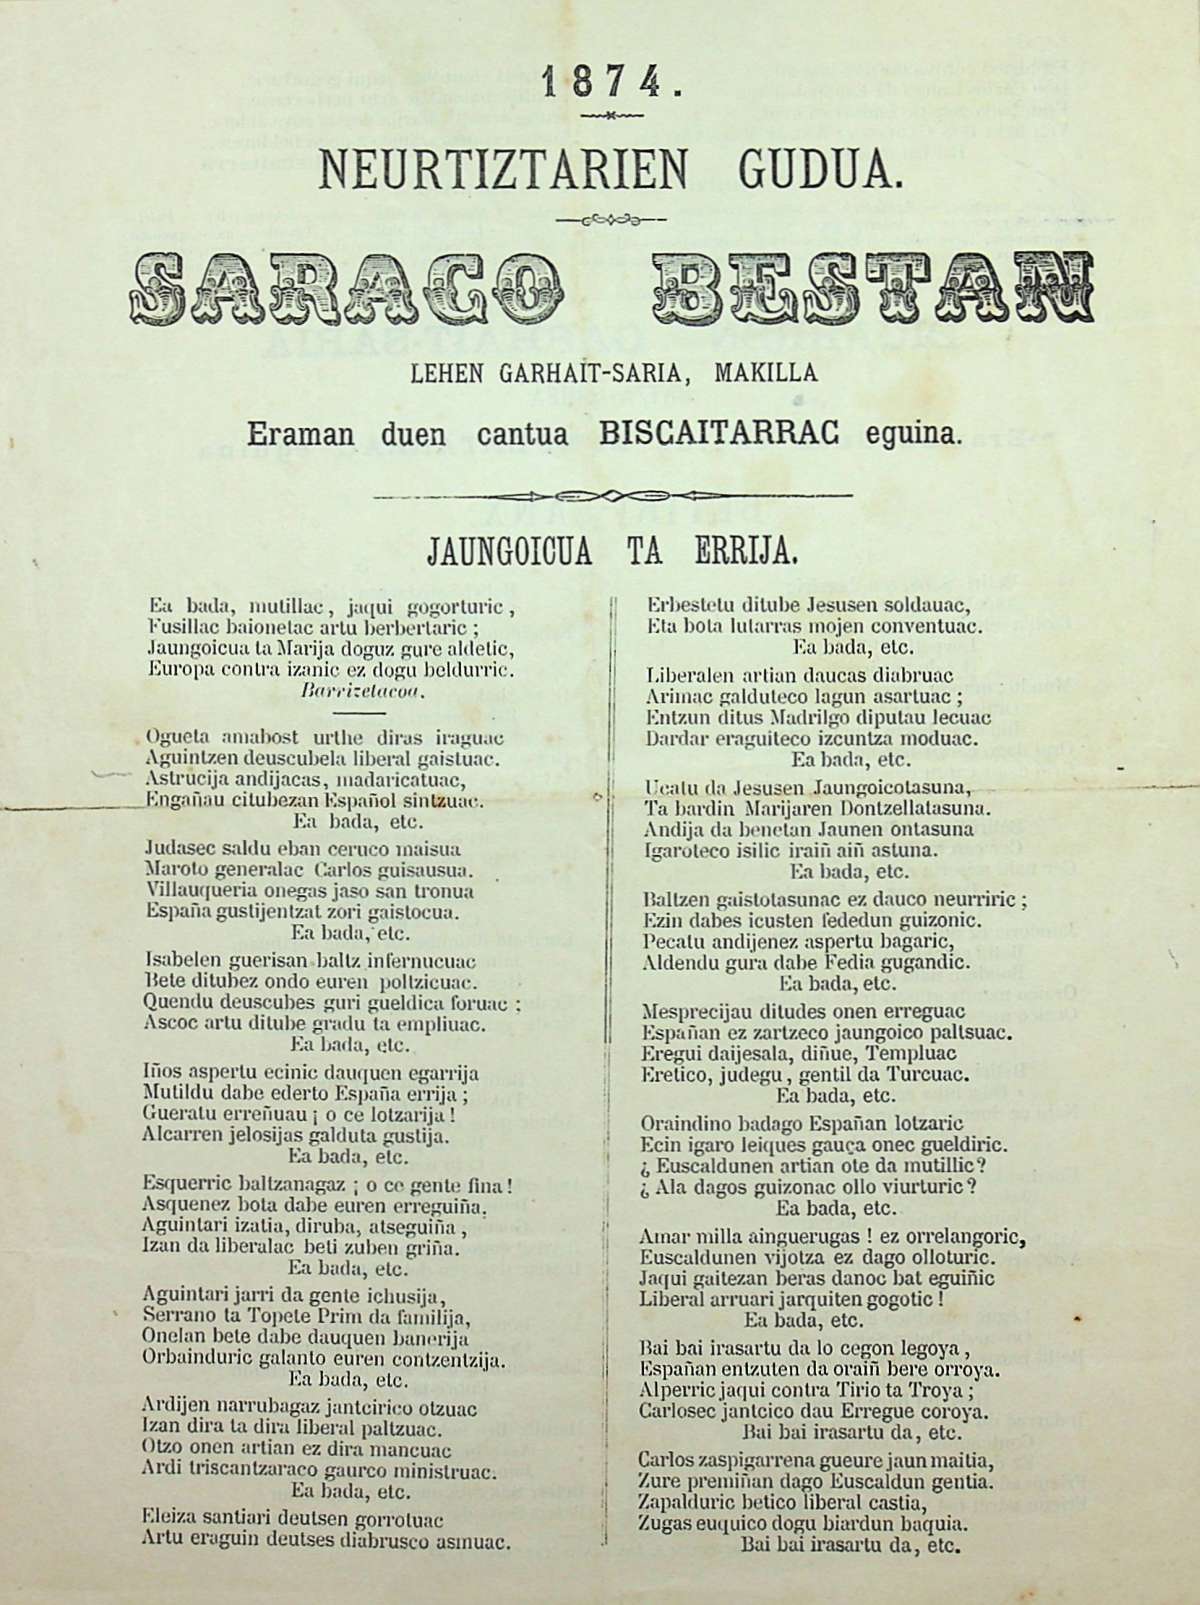 1874.
NEURTIZTARIEN GUDUA.
SARACO BESTAN
LEHEN GARHAIT-SARIA, MAKILLA
Eraman duen cantua BISCAITARRAC eguina.
JAUNGOICUA TA ERRIJA.
Ea bada, mutillac, jaqui gogorturic,
Fusillac baionetac artu berbertaric;
Jaungoicua ta Marija doguz gure aldetic,
Europa contra izanic ez dogu beldurric.
Barrizetacoa.
Ogueta amabost urthe diras iraguac
Aguintzen deuscubela liberal gaistuac.
Astrucija andijacas, madaricatuac,
Engañau citubezan Español sintzuac.
Ea bada, etc.
Judasec saldu eban ceruco maisua
Maroto generalac Carlos guisausua.
Villauqueria onegas jaso san tronua
España gustijentzat zori gaistocua.
Ea bada, etc.
Isabelen guerisan baltz infernucuac
Bete ditubez ondo euren poltzicuac.
Quendu deuscubes guri gueldica foruac;
Ascoc artu ditube gradu ta empliuac.
Ea bada, etc.
Iños aspertu ecinic dauquen egarrija
Mutildu dabe ederto España errija;
Gueratu erreñuau ¡ o ce lotzarija!
Alcarren jelosijas galduta gustija.
Ea bada, etc.
Esquerric baltzanagaz ¡ o ce gente fina!
Asquenez bota dabe euren erreguiña.
Aguintari izatia, diruba, atseguiña,
Izan da liberalac beti zuben griña.
Ea bada, etc.
Aguintari jarri da gente ichusija,
Serrano ta Topete Prim da familija,
Onelan bete dabe dauquen banerija
Orbainduric galanto euren contzentzija.
Ea bada, etc.
Ardijen narrubagaz jantcirico otzuac
Izan dira ta dira liberal paltzuac.
Otzo onen artian ez dira mancuac
Ardi triscantzaraco gaurco ministruac.
Ea bada, etc.
Eleiza santiari deutsen gorrotuac
Artu eraguin deutses diabrusco asmuac.
Erbestetu ditube Jesusen soldauac,
Eta bota lutarras mojen conventuac.
Ea bada, etc.
Liberalen artian daucas diabruac
Arimac galduteco lagun asartuac;
Entzun ditus Madrilgo diputau lecuac
Dardar eraguiteco izcuntza moduac.
Ea bada, etc.
Ucatu da Jesusen Jaungoicotasuna,
Ta bardin Marijaren Dontzellatasuna.
Andija da benetan Jaunen ontasuna
Igaroteco isilic iraiñ aiñ astuna.
Ea bada, etc.
Baltzen gaistotasunac ez dauco neurriric;
Ezin dabes icusten fededun guizonic.
Pecatu andijenez aspertu bagaric,
Aldendu gura dabe Fedia gugandic.
Ea bada, etc.
Mesprecijau ditudes onen erreguac
Españan ez zartzeco jaungoico paltsuac.
Eregui daijesala, diñue, Templuac
Eretico, judegu, gentil da Turcuac.
Ea bada, etc.
Oraindino badago Españan lotzaric
Ecin igaro leiques gauça onec gueldiric.
¿ Euscaldunen artian ote da mutillic?
¿ Ala dagos guizonac ollo viurturic?
Ea bada, etc.
Amar milla ainguerugas! ez orrelangoric,
Euscaldunen vijotza ez dago olloturic.
Jaqui gaitezan beras danoc bat eguiñic
Liberal arruari jarquiten gogotic!
Ea bada, etc.
Bai bai irasartu da lo cegon legoya,
Españan entzuten da oraiñ bere orroya.
Alperric jaqui contra Tirio ta Troya;
Carlosec jantcico dau Erregue coroya.
Bai bai irasartu da, etc.
Carlos zaspigarrena gueure jaun maitia,
Zure premiñan dago Euscaldun gentia.
Zapalduric betico liberal castia,
Zugas euquico dogu biardun baquia.
Bai bai irasartu da, etc.